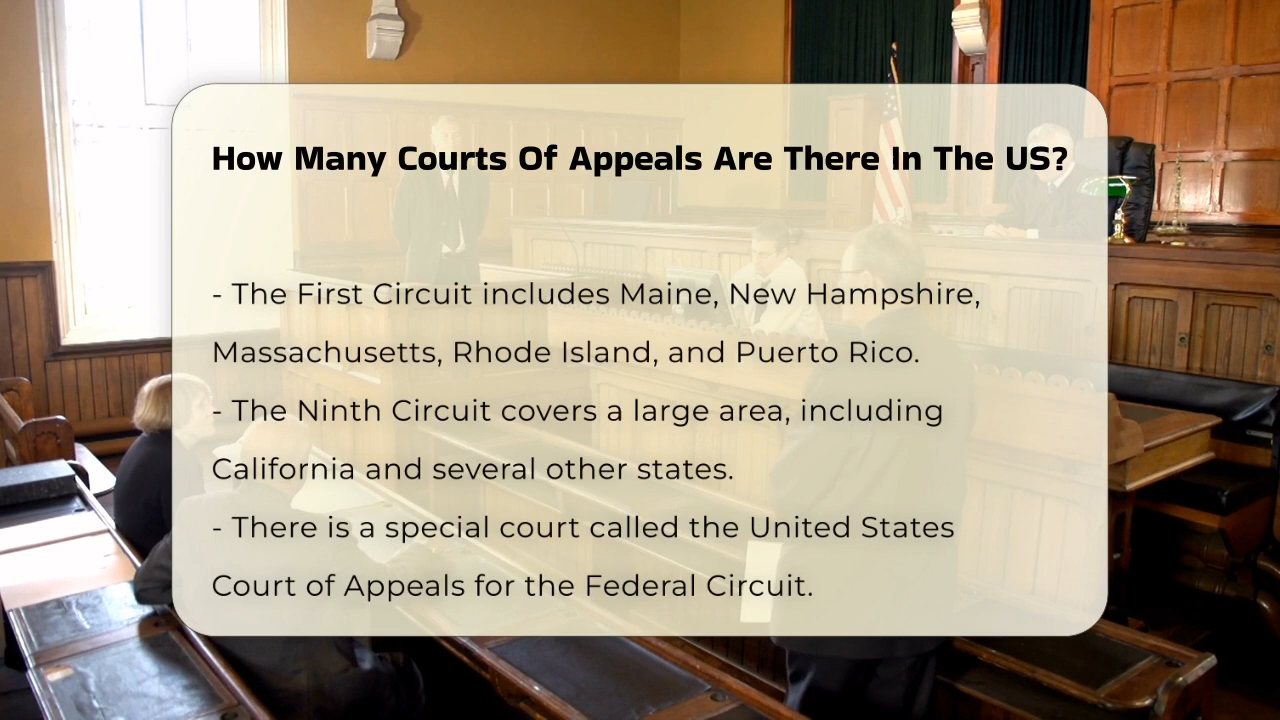 How Many Courts Of Appeals Are There In The US?
- The First Circuit includes Maine, New Hampshire,
Massachusetts, Rhode Island, and Puerto Rico.
- The Ninth Circuit covers a large area, including
California and several other states.
- There is a special court called the United States
Court of Appeals for the Federal Circuit.